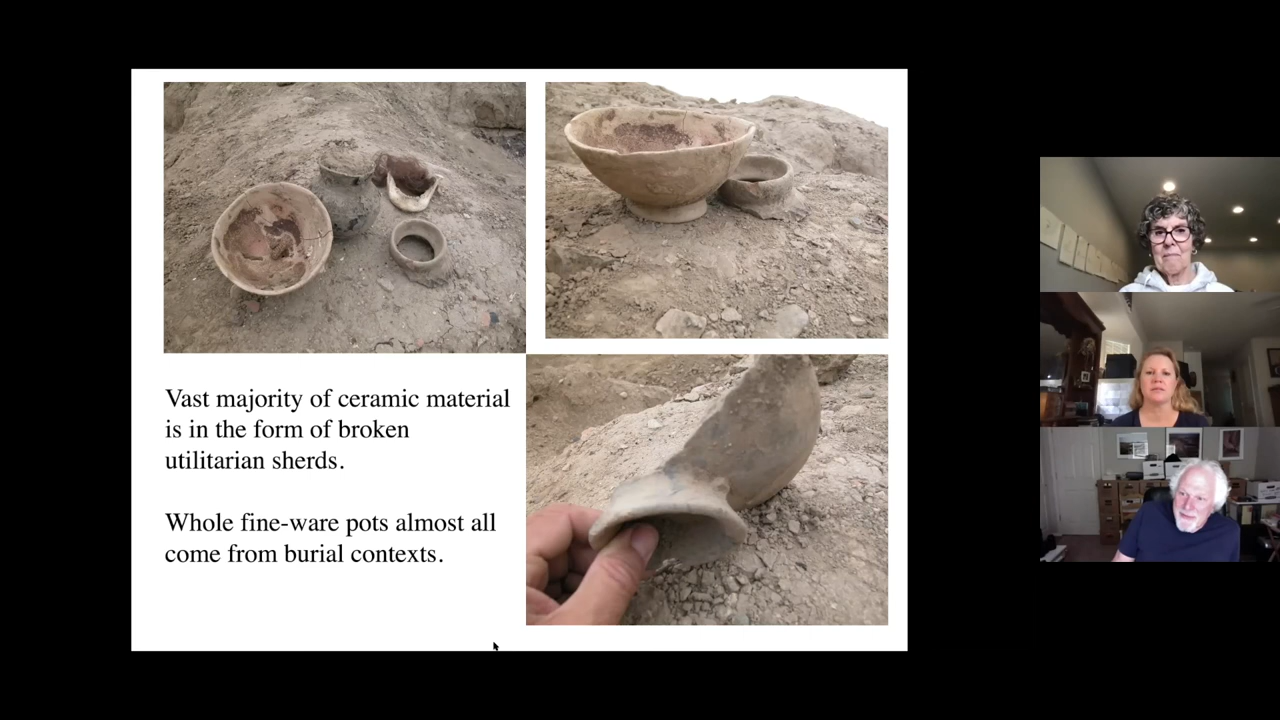 Vast majority of ceramic material
is in the form of broken
utilitarian sherds.
Whole fine-ware pots almost all
come from burial contexts.